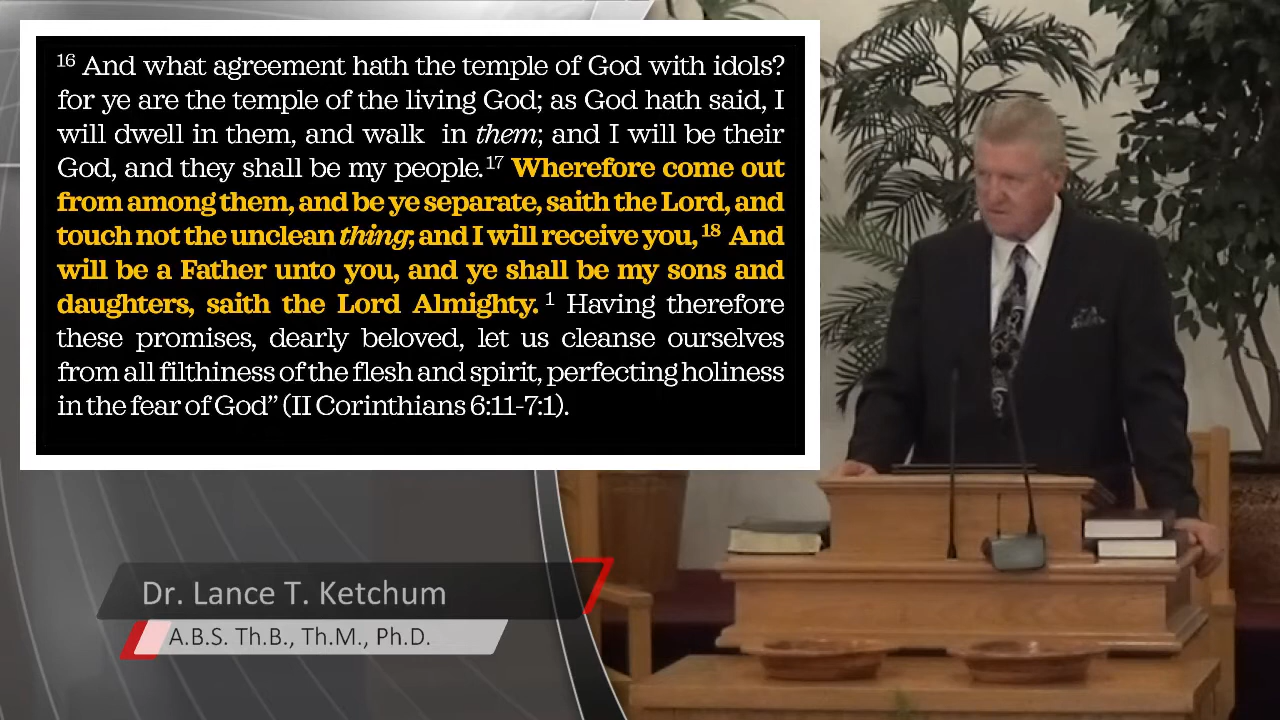 16 And what agreement hath the temple of God with idols?
for ye are the temple of the living God; as God hath said, I
will dwell in them, and walk in them; and I will be their
God, and they shall be my people. 17 Wherefore come out
from among them, and be ye separate, saith the Lord, and
touch not the unclean thing; and I will receive you, 18 And
will be a Father unto you, and ye shall be my sons and
daughters, saith the Lord Almighty. 1 Having therefore
these promises, dearly beloved, let us cleanse ourselves
from all filthiness of the flesh and spirit, perfecting holiness
in the fear of God” (II Corinthians 6:11-7:1).
Dr. Lance T. Ketchum
A.B.S. Th.B., Th.M., Ph.D.